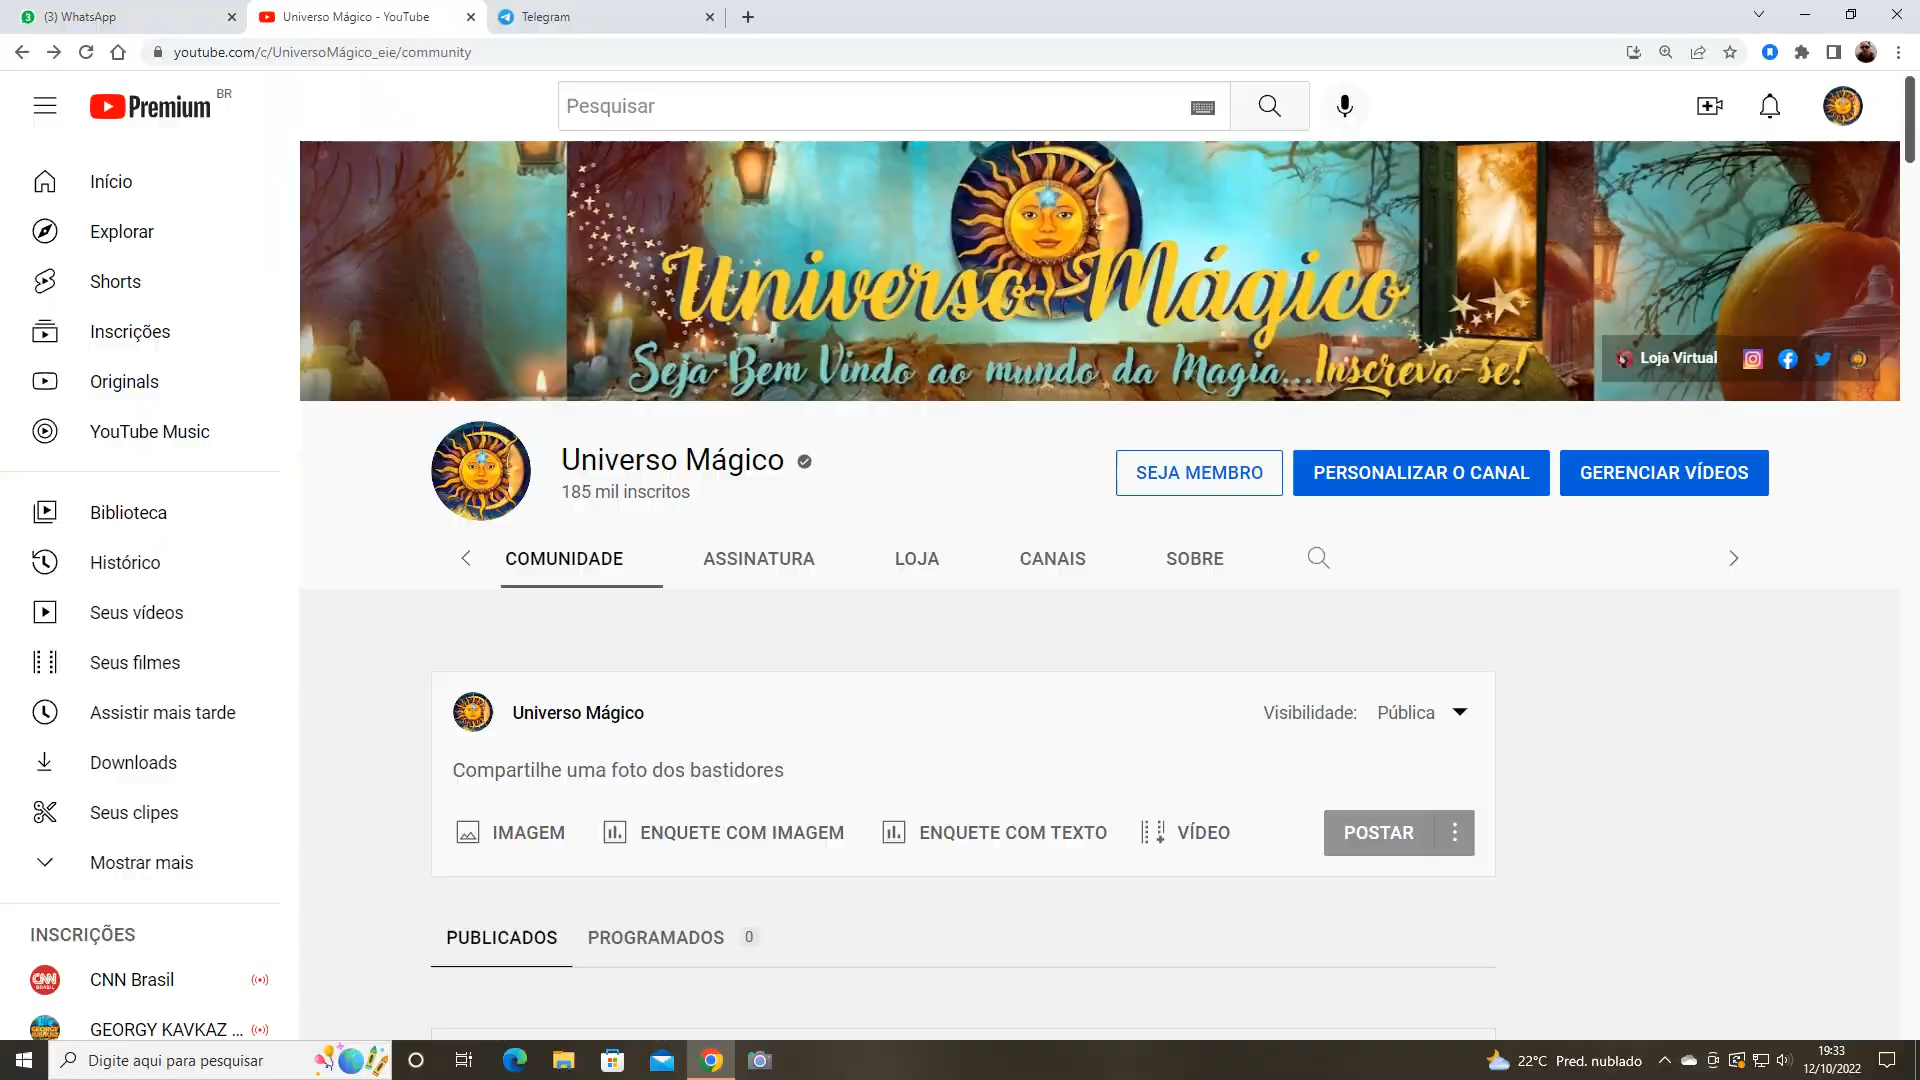 (3) WhatsApp
Universo Mágico - YouTube
Telegram
youtube.com/c/UniversoMágico_eie/community
Premium BR
Pesquisar
Universo Mágico
Seja Bem Vindo ao mundo da Magia...Inscreva-se!
Loja Virtual
Início
Explorar
Shorts
Inscrições
Originals
YouTube Music
Biblioteca
Histórico
Seus vídeos
Seus filmes
Assistir mais tarde
Downloads
Seus clipes
Mostrar mais
INSCRIÇÕES
CNN Brasil
GEORGY KAVKAZ ...
Universo Mágico
185 mil inscritos
SEJA MEMBRO
PERSONALIZAR O CANAL
GERENCIAR VÍDEOS
COMUNIDADE
ASSINATURA
LOJA
CANAIS
SOBRE
Universo Mágico
Visibilidade: Pública
Compartilhe uma foto dos bastidores
IMAGEM
ENQUETE COM IMAGEM
ENQUETE COM TEXTO
VÍDEO
POSTAR
PUBLICADOS
PROGRAMADOS 0
Digite aqui para pesquisar
22°C Pred. nublado
19:33
12/10/2022